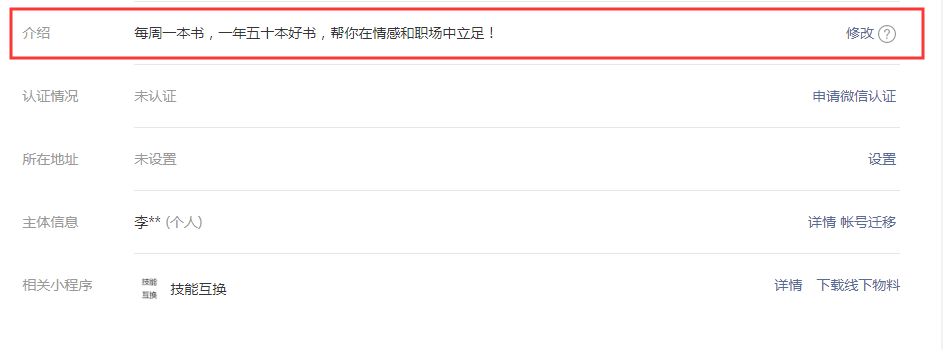 介绍 每周一本书，一年五十本好书，帮你在情感和职场中立足！ 修改 ?
认证情况 未认证 申请微信认证
所在地址 未设置 设置
主体信息 李** (个人) 详情 帐号迁移
相关小程序 技能互换 技能互换 详情 下载线下物料